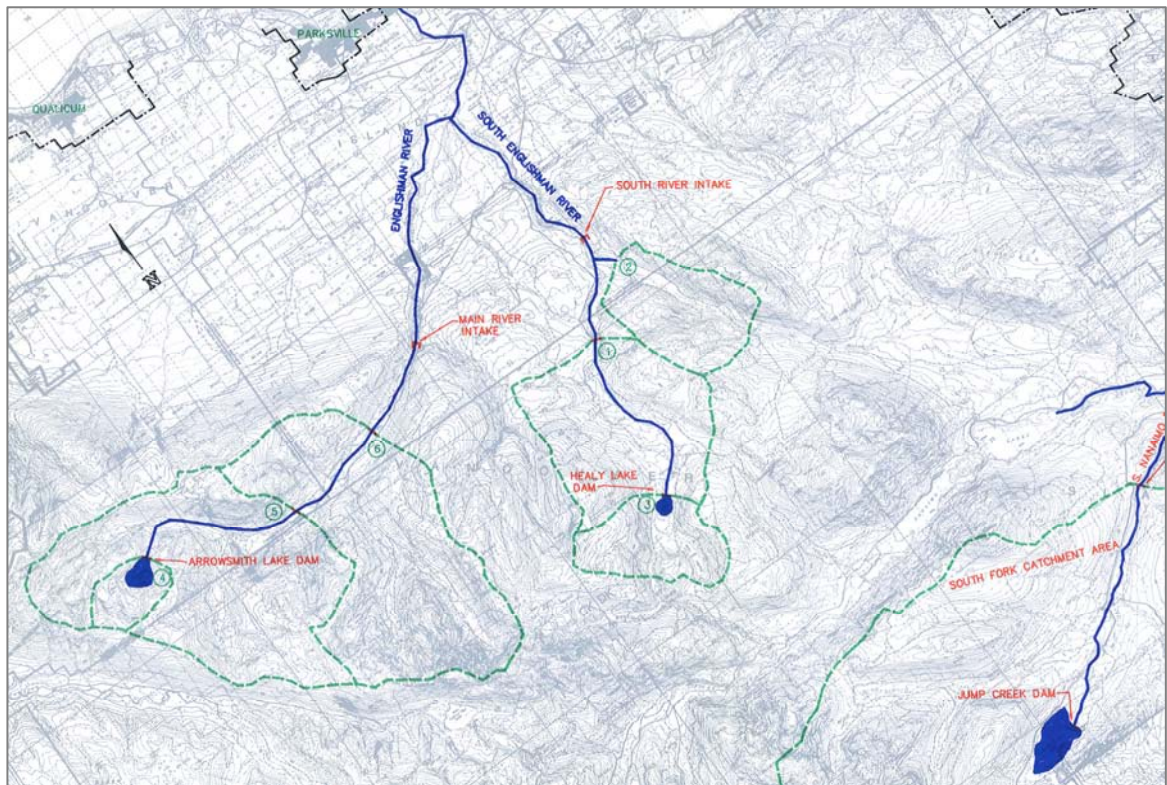 PARKSVILLE
QUALICUM
ENGLISHMAN RIVER
SOUTH ENGLISHMAN RIVER
SOUTH RIVER INTAKE
2
N
MAIN RIVER
INTAKE
1
6
HEALY LAKE
DAM
3
5
S. NANAIMO
ARROWSMITH LAKE DAM
4
SOUTH FORK CATCHMENT AREA
JUMP CREEK DAM